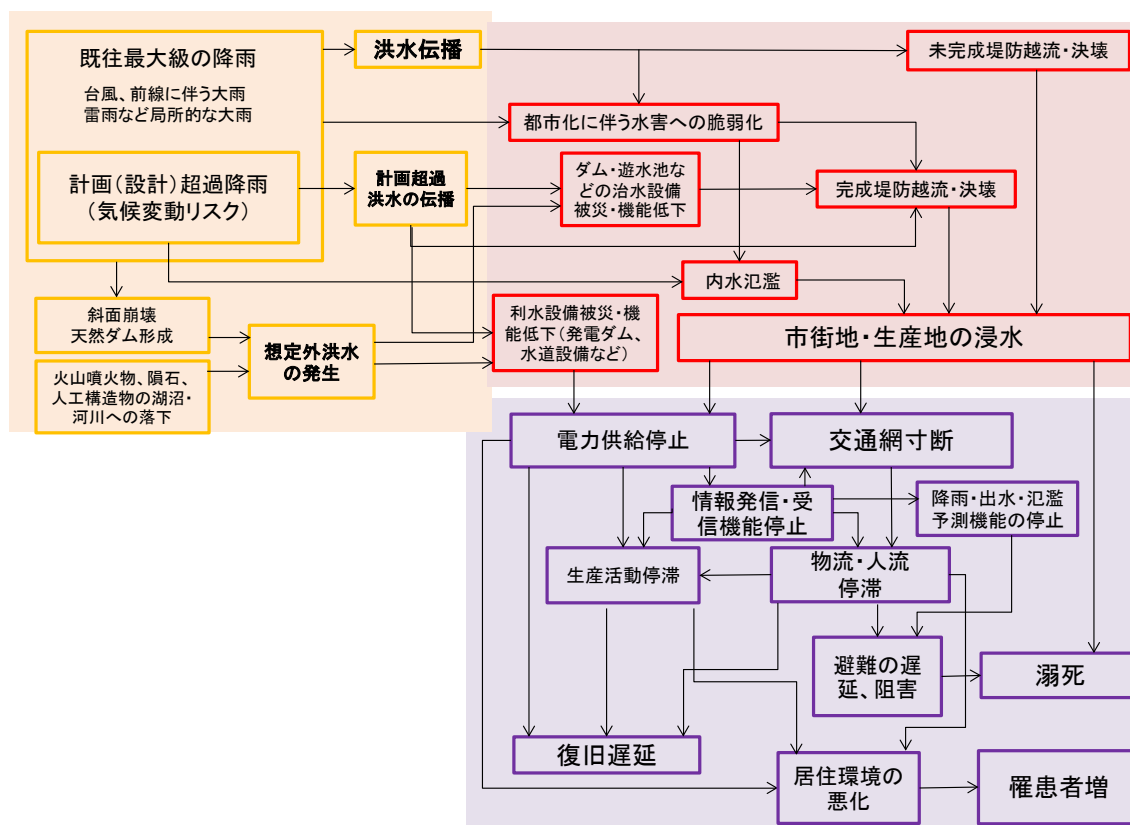 既往最大級の降雨
台風、前線に伴う大雨
雷雨など局所的な大雨
計画(設計)超過降雨
(気候変動リスク)
洪水伝播
計画超過
洪水の伝播
斜面崩壊
天然ダム形成
火山噴火物、隕石、
人工構造物の湖沼・
河川への落下
想定外洪水
の発生
未完成堤防越流・決壊
都市化に伴う水害への脆弱化
ダム・遊水池な
どの治水設備
被災・機能低下
完成堤防越流・決壊
内水氾濫
利水設備被災・機
能低下(発電ダム、
水道設備など)
市街地・生産地の浸水
電力供給停止
交通網寸断
情報発信・受
信機能停止
降雨・出水・氾濫
予測機能の停止
生産活動停滞
物流・人流
停滞
避難の遅
延、阻害
溺死
復旧遅延
居住環境の
悪化
罹患者増